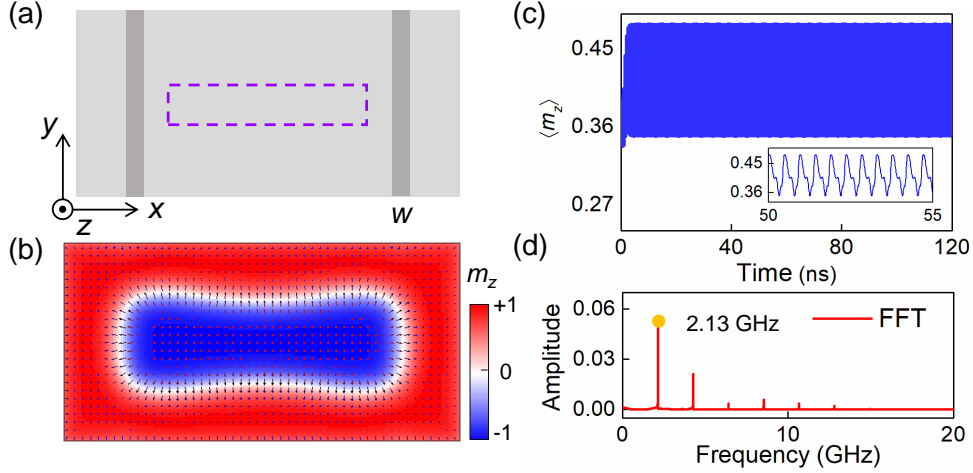 (a)
y
z
x
w
(b)
m_z
+1
0
-1
(c)
⟨m_z⟩
0.45
0.36
0.27
0.45
0.36
50
55
0
40
80
120
Time (ns)
(d)
Amplitude
0.06
0.03
0.00
2.13 GHz
FFT
0
10
20
Frequency (GHz)